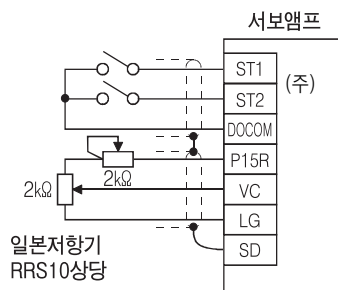 서보앰프
ST1
(주)
ST2
DOCOM
P15R
2kΩ
2kΩ
VC
LG
SD
일본저항기
RRS10상당